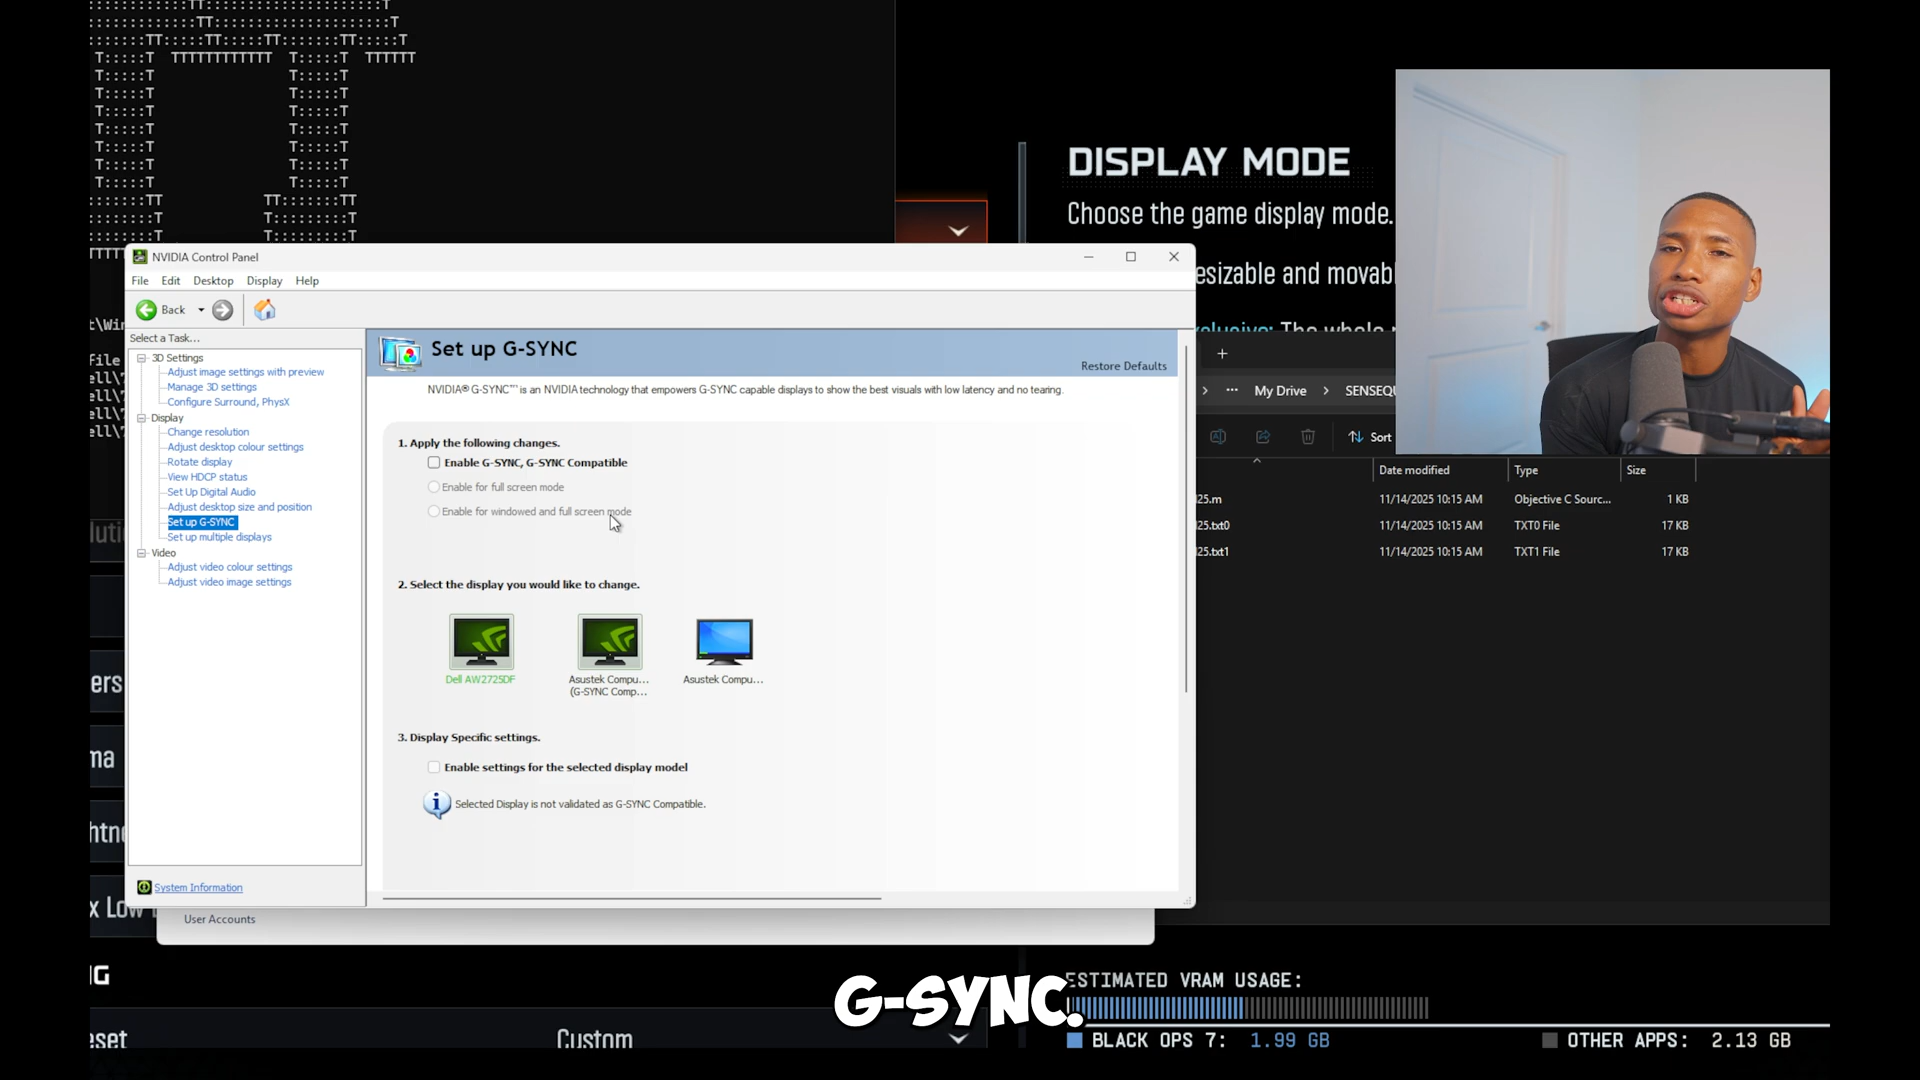 DISPLAY MODE
Choose the game display mode.
esizable and movabl
NVIDIA Control Panel
File Edit Desktop Display Help
Back
Select a Task...
3D Settings
Adjust image settings with preview
Manage 3D settings
Configure Surround, PhysX
Display
Change resolution
Adjust desktop colour settings
Rotate display
View HDCP status
Set Up Digital Audio
Adjust desktop size and position
Set up G-SYNC
Set up multiple displays
Video
Adjust video colour settings
Adjust video image settings
System Information
User Accounts
Set up G-SYNC
Restore Defaults
NVIDIA® G-SYNC™ is an NVIDIA technology that empowers G-SYNC capable displays to show the best visuals with low latency and no tearing.
1. Apply the following changes.
Enable G-SYNC, G-SYNC Compatible
Enable for full screen mode
Enable for windowed and full screen mode
2. Select the display you would like to change.
Dell AW2725DF
Asustek Compu...
(G-SYNC Comp...
Asustek Compu...
3. Display Specific settings.
Enable settings for the selected display model
Selected Display is not validated as G-SYNC Compatible.
My Drive > SENSEQU
Sort
Date modified Type Size
25.m 11/14/2025 10:15 AM Objective C Sourc... 1 KB
25.txt0 11/14/2025 10:15 AM TXT0 File 17 KB
25.txt1 11/14/2025 10:15 AM TXT1 File 17 KB
G-SYNC.
ESTIMATED VRAM USAGE:
BLACK OPS 7: 1.99 GB
OTHER APPS: 2.13 GB
eset Custom